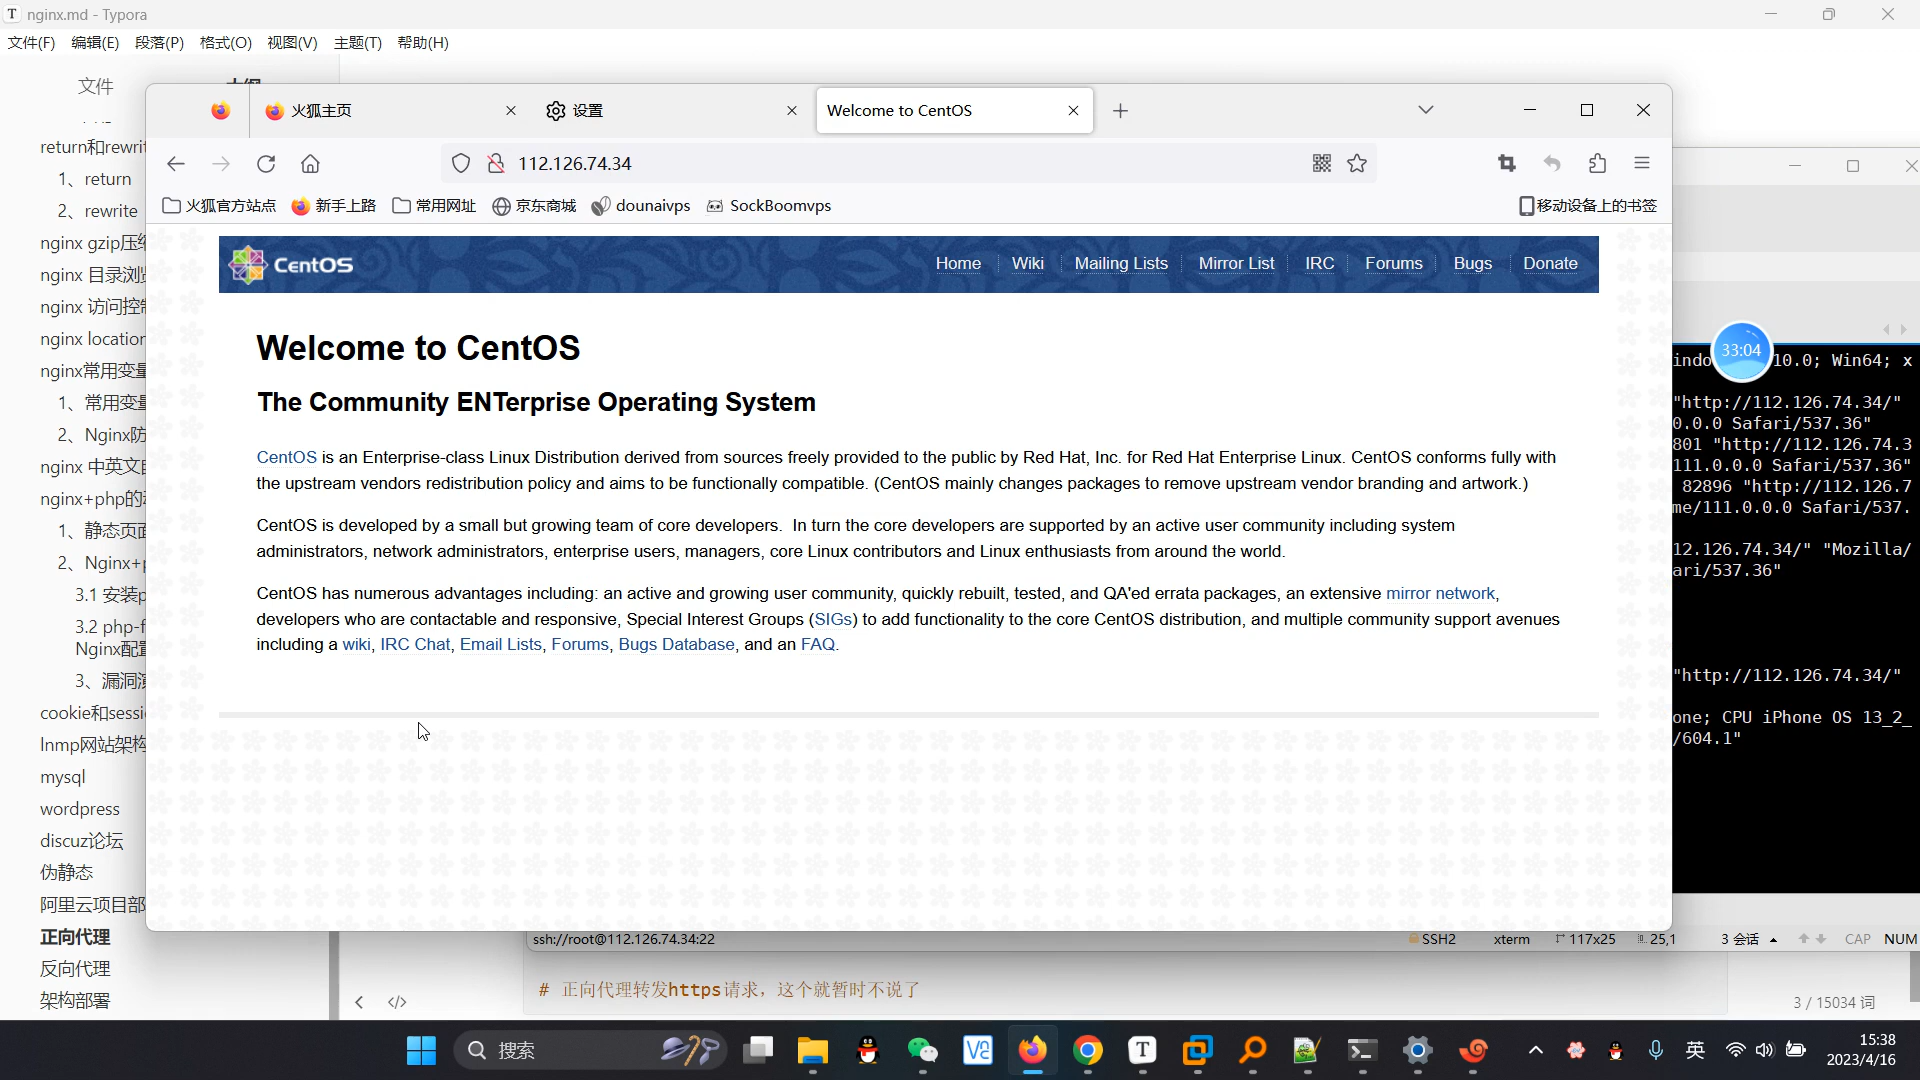 nginx.md - Typora
文件(F) 编辑(E) 段落(P) 格式(O) 视图(V) 主题(T) 帮助(H)
文件
火狐主页
设置
Welcome to CentOS
112.126.74.34
火狐官方站点
新手上路
常用网址
京东商城
dounaivps
SockBoomvps
移动设备上的书签
CentOS
Home
Wiki
Mailing Lists
Mirror List
IRC
Forums
Bugs
Donate
Welcome to CentOS
The Community ENTerprise Operating System
CentOS is an Enterprise-class Linux Distribution derived from sources freely provided to the public by Red Hat, Inc. for Red Hat Enterprise Linux. CentOS conforms fully with
the upstream vendors redistribution policy and aims to be functionally compatible. (CentOS mainly changes packages to remove upstream vendor branding and artwork.)
CentOS is developed by a small but growing team of core developers. In turn the core developers are supported by an active user community including system
administrators, network administrators, enterprise users, managers, core Linux contributors and Linux enthusiasts from around the world.
CentOS has numerous advantages including: an active and growing user community, quickly rebuilt, tested, and QA'ed errata packages, an extensive mirror network,
developers who are contactable and responsive, Special Interest Groups (SIGs) to add functionality to the core CentOS distribution, and multiple community support avenues
including a wiki, IRC Chat, Email Lists, Forums, Bugs Database, and an FAQ.
return和rewrit
1、return
2、rewrite
nginx gzip压缩
nginx 目录浏览
nginx 访问控制
nginx location
nginx常用变量
1、常用变量
2、Nginx防
nginx 中英文
nginx+php的
1、静态页面
2、Nginx+p
3.1 安装p
3.2 php-f
Nginx配置
3、漏洞演
cookie和sessi
lnmp网站架构
mysql
wordpress
discuz论坛
伪静态
阿里云项目部
正向代理
反向代理
架构部署
33:04
indo 10.0; Win64; x
"http://112.126.74.34/"
0.0.0 Safari/537.36"
801 "http://112.126.74.3
111.0.0.0 Safari/537.36"
82896 "http://112.126.7
me/111.0.0.0 Safari/537.
12.126.74.34/" "Mozilla/
ari/537.36"
"http://112.126.74.34/"
one; CPU iPhone OS 13_2_
/604.1"
ssh://root@112.126.74.34:22
SSH2 xterm 117x25 25,1 3 会话 CAP NUM
# 正向代理转发https请求，这个就暂时不说了
3 / 15034 词
搜索
英
15:38
2023/4/16